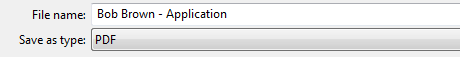 File name: Bob Brown - Application
Save as type: PDF